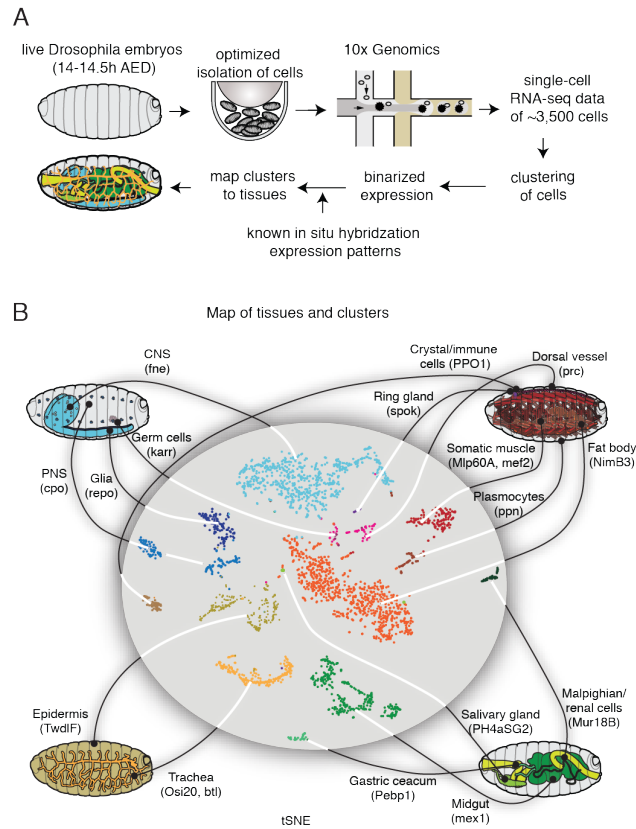 A
live Drosophila embryos
(14-14.5h AED)
optimized
isolation of cells
10x Genomics
single-cell
RNA-seq data
of ~3,500 cells
map clusters
to tissues
binarized
expression
clustering
of cells
known in situ hybridzation
expression patterns
B
Map of tissues and clusters
CNS
(fne)
Crystal/immune
cells (PPO1)
Dorsal vessel
(prc)
Ring gland
(spok)
Germ cells
(karr)
PNS
(cpo)
Glia
(repo)
Somatic muscle
(Mlp60A, mef2)
Fat body
(NimB3)
Plasmocytes
(ppn)
Epidermis
(TwdlF)
Trachea
(Osi20, btl)
Malpighian/
renal cells
(Mur18B)
Salivary gland
(PH4aSG2)
Gastric ceacum
(Pebp1)
Midgut
(mex1)
tSNE